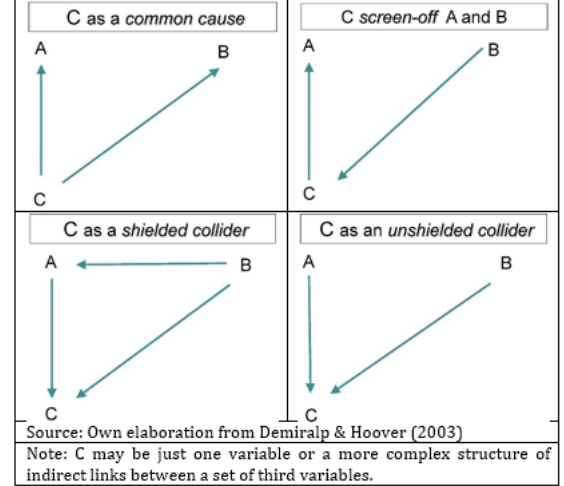 C as a common cause
A
B
C
C screen-off A and B
A
B
C
C as a shielded collider
A
B
C
C as an unshielded collider
A
B
C
Source: Own elaboration from Demiralp & Hoover (2003)
Note: C may be just one variable or a more complex structure of
indirect links between a set of third variables.